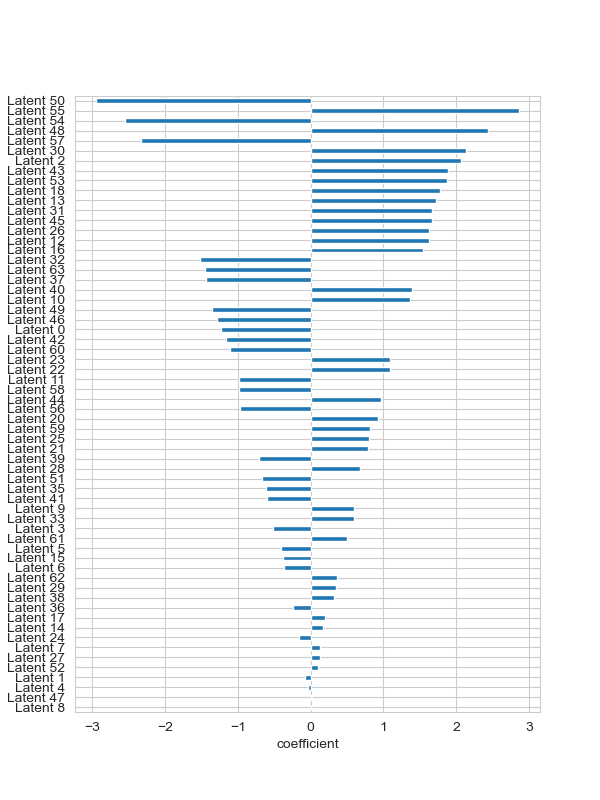 Latent 50
Latent 55
Latent 54
Latent 48
Latent 57
Latent 30
Latent 2
Latent 43
Latent 53
Latent 18
Latent 13
Latent 31
Latent 45
Latent 26
Latent 12
Latent 16
Latent 32
Latent 63
Latent 37
Latent 40
Latent 10
Latent 49
Latent 46
Latent 0
Latent 42
Latent 60
Latent 23
Latent 22
Latent 11
Latent 58
Latent 44
Latent 56
Latent 20
Latent 59
Latent 25
Latent 21
Latent 39
Latent 28
Latent 51
Latent 35
Latent 41
Latent 9
Latent 33
Latent 3
Latent 61
Latent 5
Latent 15
Latent 6
Latent 62
Latent 29
Latent 38
Latent 36
Latent 17
Latent 14
Latent 24
Latent 7
Latent 27
Latent 52
Latent 1
Latent 4
Latent 47
Latent 8
−3 −2 −1 0 1 2 3
coefficient